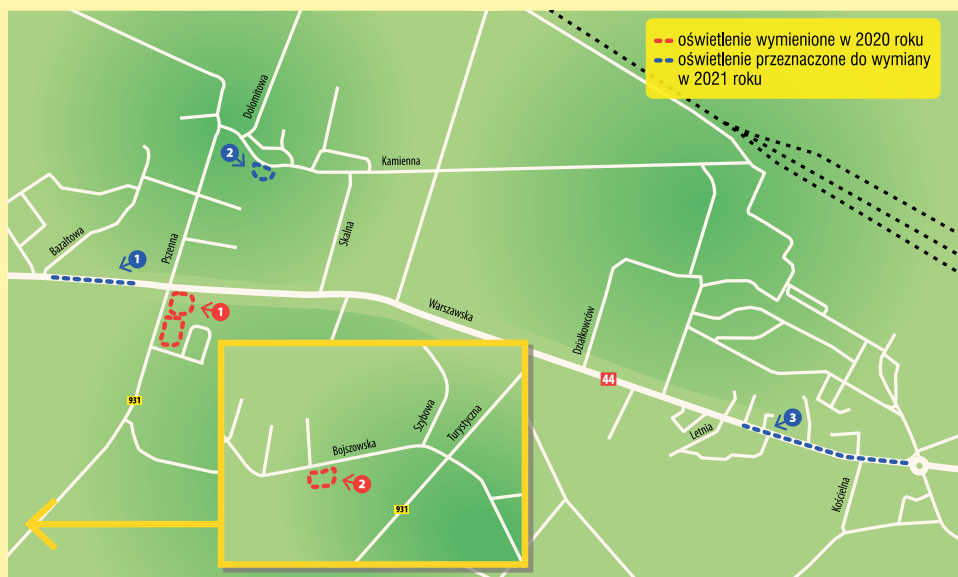 oświetlenie wymienione w 2020 roku
oświetlenie przeznaczone do wymiany
w 2021 roku
Dolomitowa
2
Kamienna
Bazaltowa
Pszenna
Skalna
1
1
Warszawska
Działkowców
44
931
Szybowa
Turystyczna
Bojszowska
2
931
Letnia
3
Kościelna